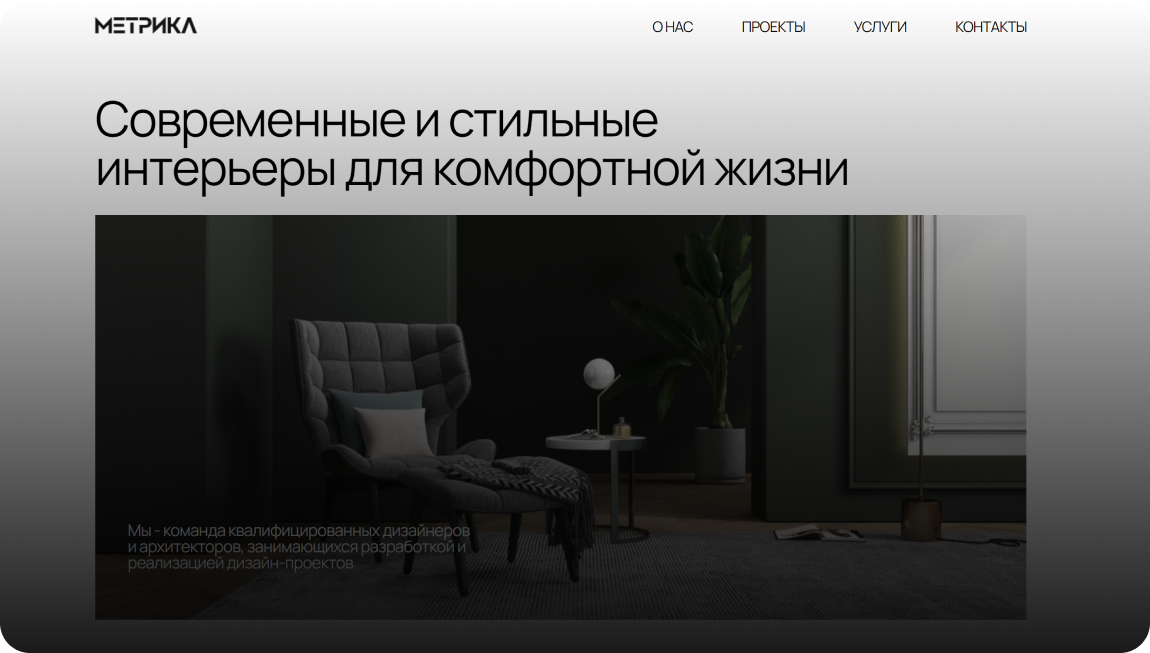 МЕТРИКА
О НАС
ПРОЕКТЫ
УСЛУГИ
КОНТАКТЫ
Современные и стильные
интерьеры для комфортной жизни
Мы - команда квалифицированных дизайнеров
и архитекторов, занимающихся разработкой и
реализацией дизайн-проектов